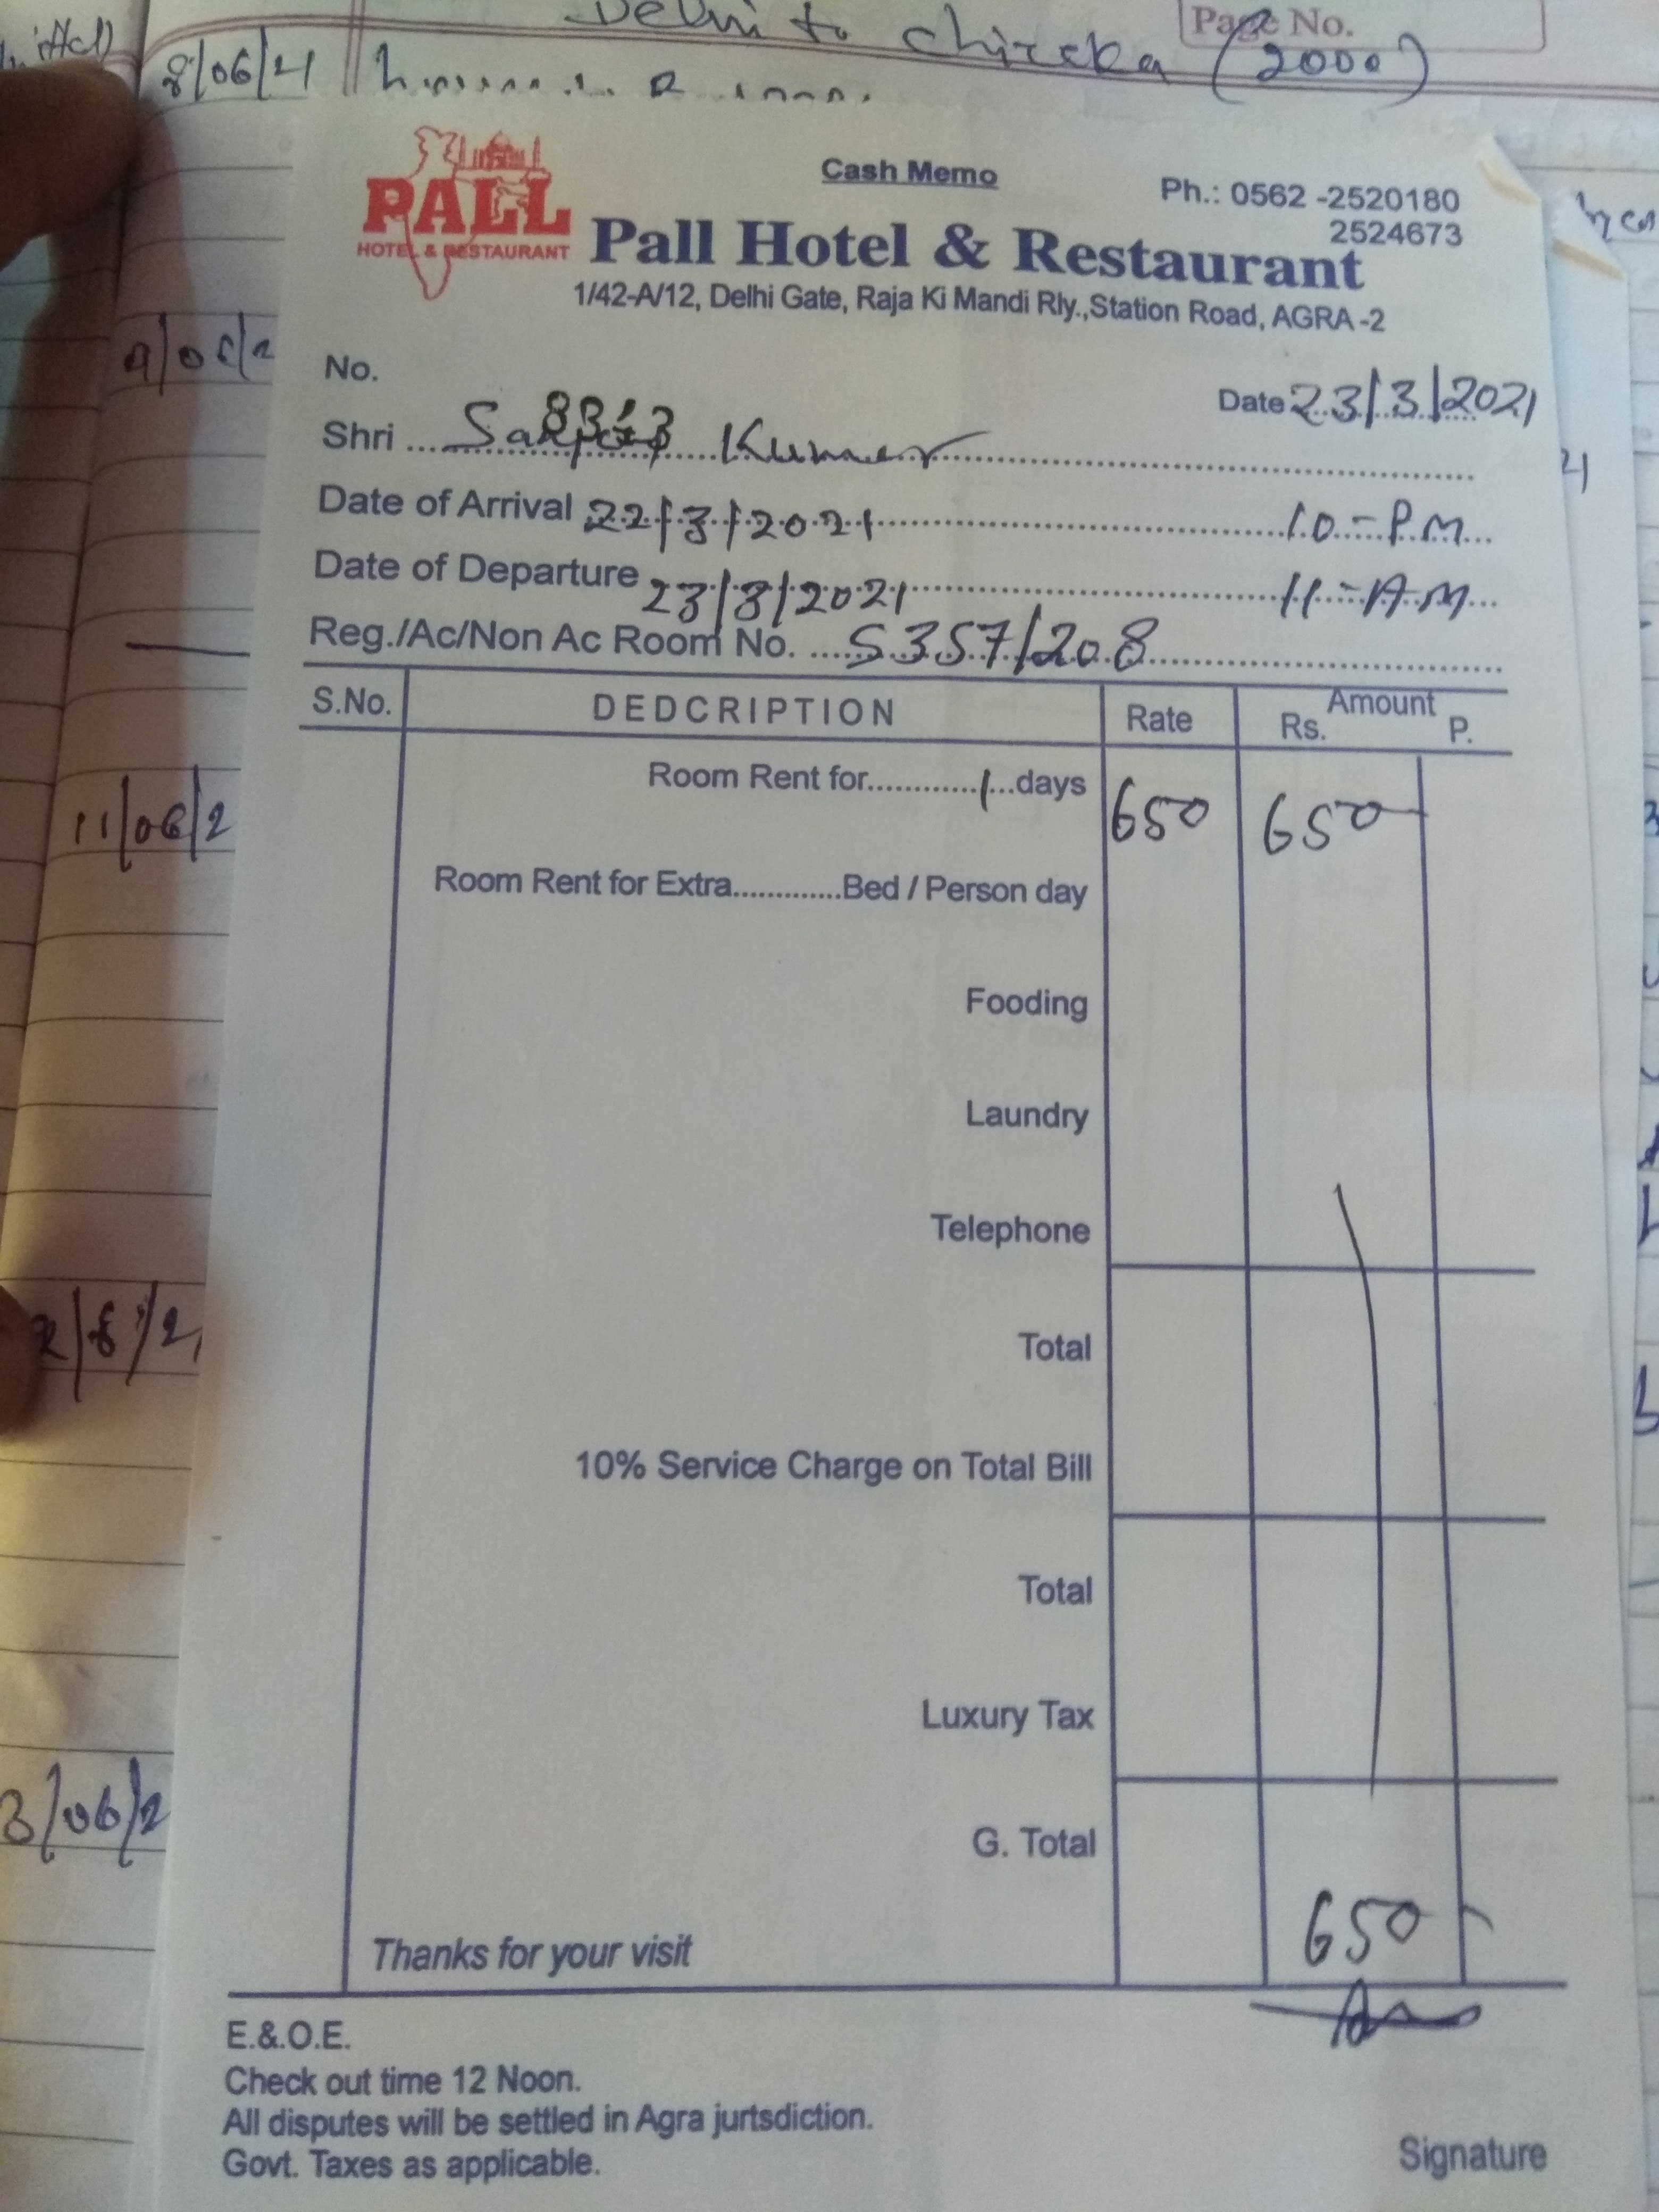 Delhi to chireka (2000)
Page No.
8/06/21
Cash Memo
Ph.: 0562 -2520180
2524673
PALL
HOTEL & RESTAURANT
Pall Hotel & Restaurant
1/42-A/12, Delhi Gate, Raja Ki Mandi Rly.,Station Road, AGRA-2
9/06/2
No.
Date 23/3/2021
Shri Kumar
Date of Arrival 22/3/2021 10=P.M
Date of Departure 23/3/2021 11=A.M
Reg./Ac/Non Ac Room No. S357/208
S.No. DEDCRIPTION Rate Amount
Rs. P.
Room Rent for............1...days 650 650
11/06/2
Room Rent for Extra.............Bed / Person day
Fooding
Laundry
Telephone
Total
10% Service Charge on Total Bill
Total
Luxury Tax
3/06/2
G. Total 650
Thanks for your visit
E.&.O.E.
Check out time 12 Noon.
All disputes will be settled in Agra jurtsdiction.
Govt. Taxes as applicable.
Signature